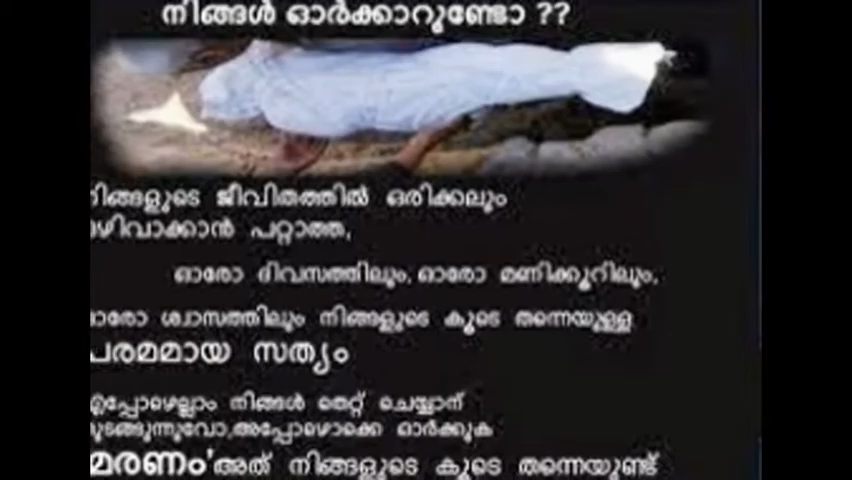 നിങ്ങൾ ഓർക്കാറുണ്ടോ ??
നിങ്ങളുടെ ജീവിതത്തിൽ ഒരിക്കലും
ഒഴിവാക്കാൻ പറ്റാത്ത,
ഓരോ ദിവസത്തിലും, ഓരോ മണിക്കൂറിലും,
ഓരോ ശ്വാസത്തിലും നിങ്ങളുടെ കൂടെ തന്നെയുള്ള
പരമമായ സത്യം
എപ്പോഴെല്ലാം നിങ്ങൾ തെറ്റ് ചെയ്യാന്
തുടങ്ങുന്നുവോ,അപ്പോഴൊക്കെ ഓർക്കുക
മരണം'അത് നിങ്ങളുടെ കൂടെ തന്നെയുണ്ട്